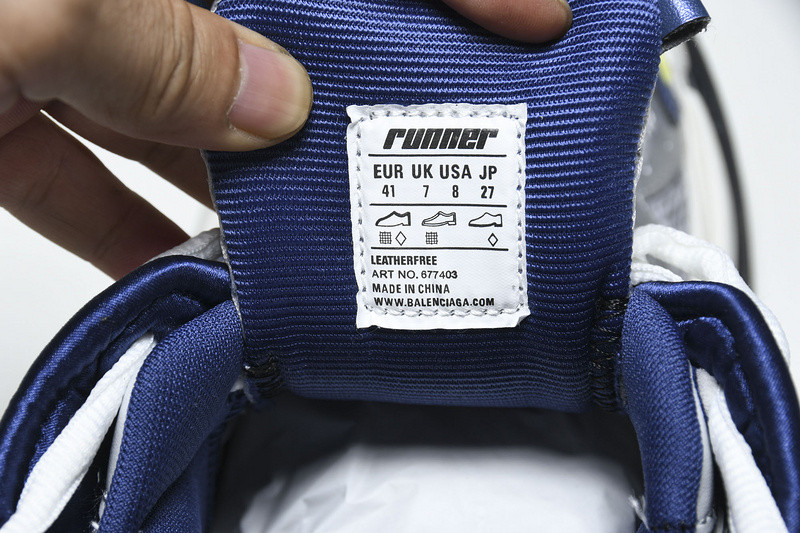 runner
EUR UK USA JP
41 7 8 27
LEATHERFREE
ART NO. 677403
MADE IN CHINA
WWW.BALENCIAGA.COM